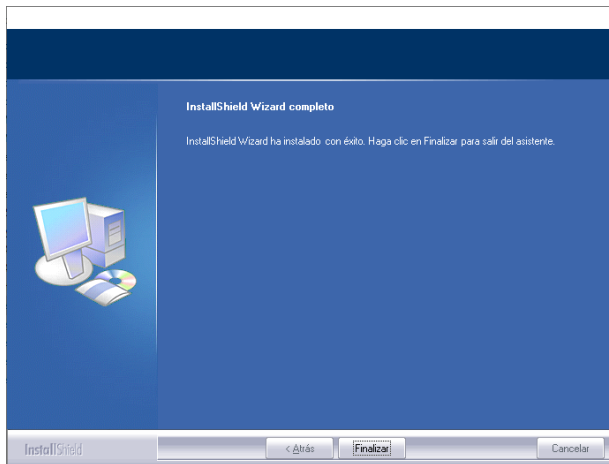 InstallShield Wizard completo
InstallShield Wizard ha instalado con éxito. Haga clic en Finalizar para salir del asistente.
InstallShield
< Atrás
Finalizar
Cancelar